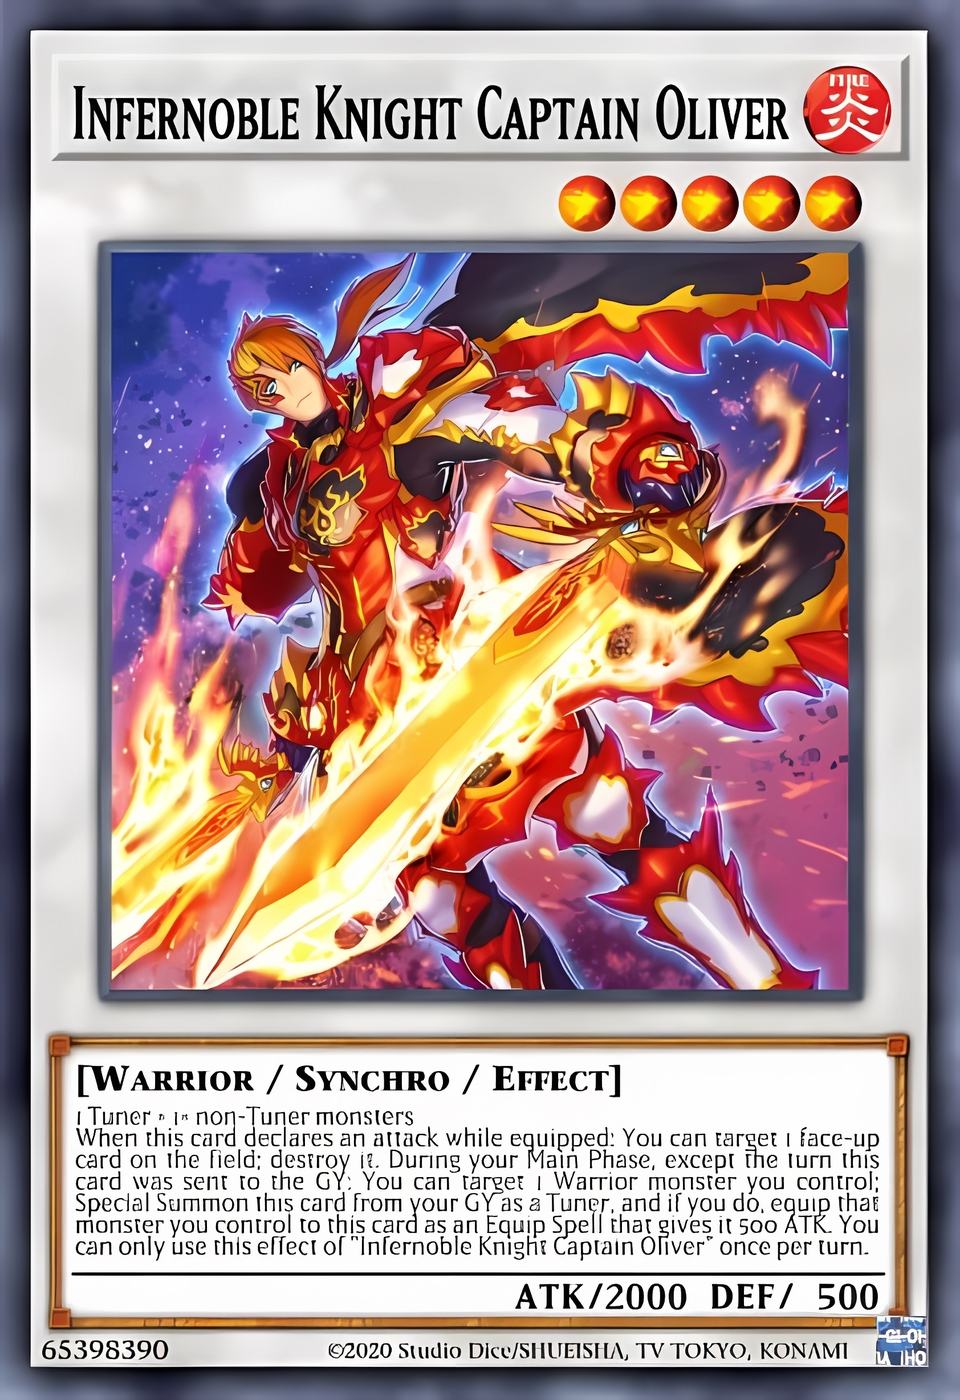 INFERNOBLE KNIGHT CAPTAIN OLIVER
炎
[WARRIOR / SYNCHRO / EFFECT]
1 Tuner + 1+ non-Tuner monsters
When this card declares an attack while equipped: You can target 1 face-up
card on the field; destroy it. During your Main Phase, except the turn this
card was sent to the GY: You can target 1 Warrior monster you control;
Special Summon this card from your GY as a Tuner, and if you do, equip that
monster you control to this card as an Equip Spell that gives it 500 ATK. You
can only use this effect of "Infernoble Knight Captain Oliver" once per turn.
ATK/2000 DEF/ 500
65398390 ©2020 Studio Dice/SHUEISHA, TV TOKYO, KONAMI